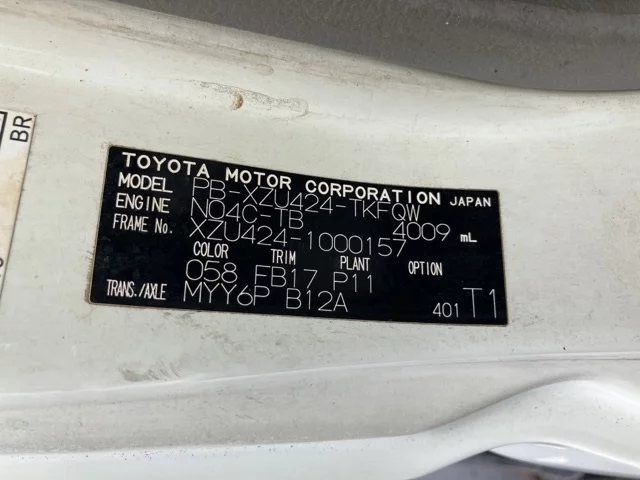 TOYOTA MOTOR CORPORATION JAPAN
MODEL PB-XZU424-TKFQW
ENGINE N04C-TB 4009 mL
FRAME No. XZU424-1000157
COLOR TRIM PLANT OPTION
058 FB17 P11
TRANS./AXLE MYY6P B12A 401 T1
BR